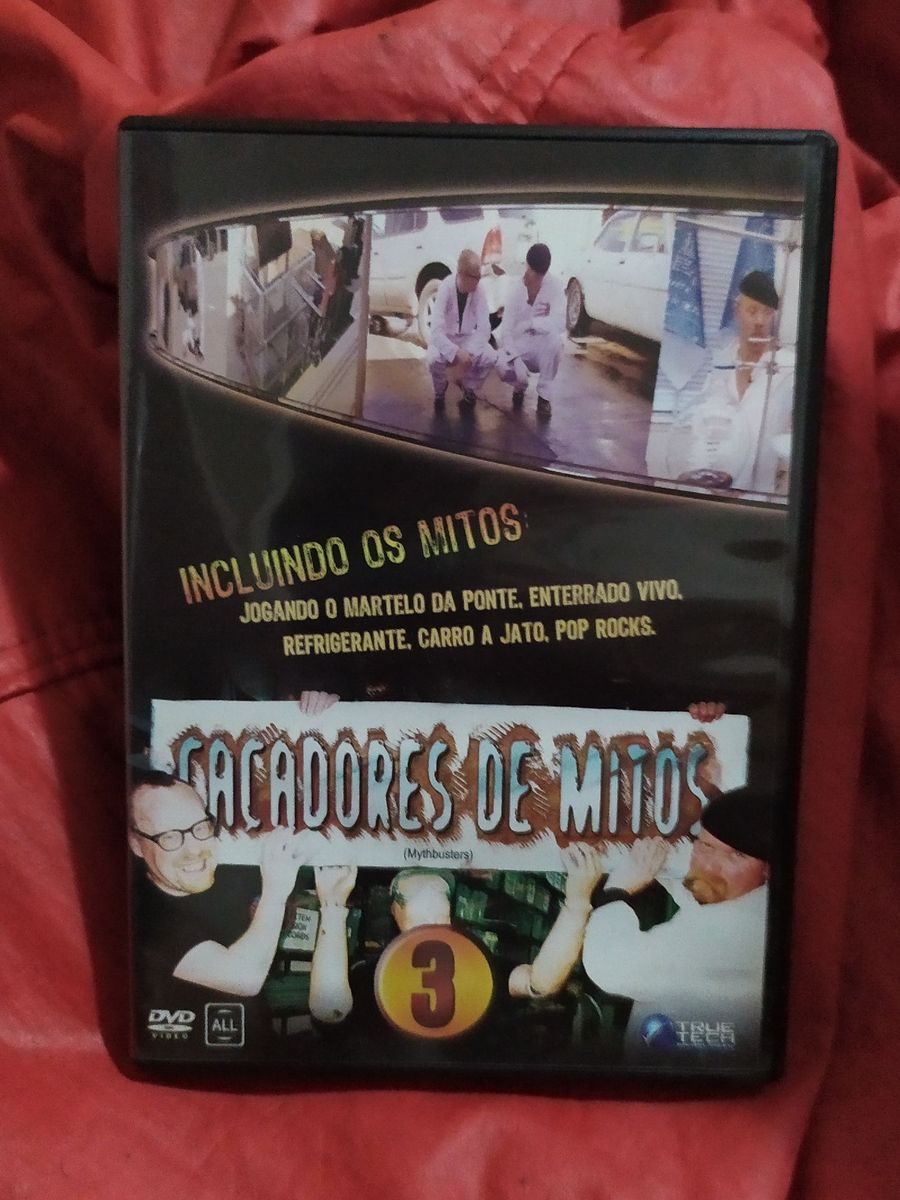 INCLUINDO OS MITOS:
JOGANDO O MARTELO DA PONTE, ENTERRADO VIVO,
REFRIGERANTE, CARRO A JATO, POP ROCKS.
CAÇADORES DE MITOS
(Mythbusters)
3
DVD
VIDEO
ALL
TRUE
TECH